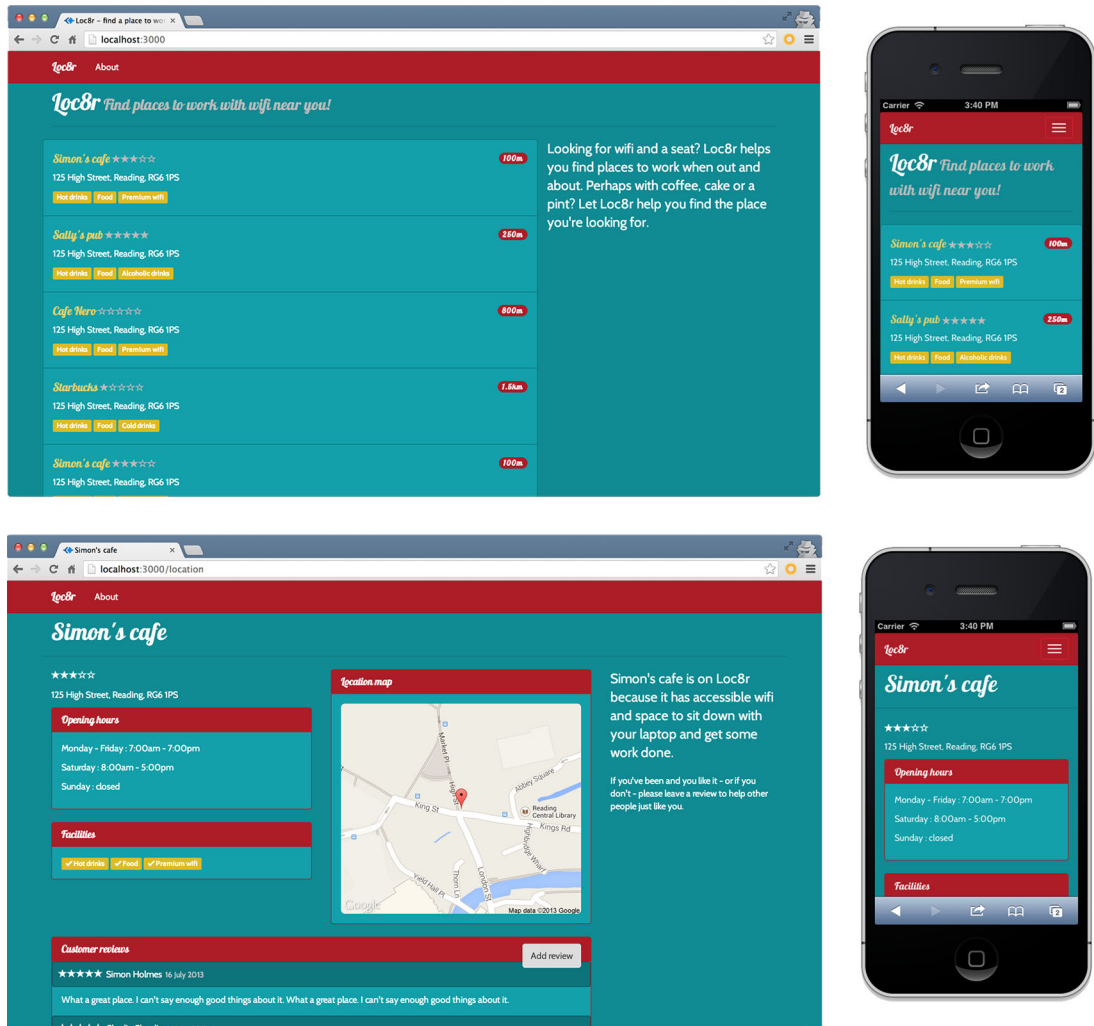 Loc8r - find a place to wor
localhost:3000
Loc8r About
Loc8r Find places to work with wifi near you!
Simon's cafe 100m
125 High Street, Reading, RG6 1PS
Hot drinks Food Premium wifi
Sally's pub 250m
125 High Street, Reading, RG6 1PS
Hot drinks Food Alcoholic drinks
Cafe Nero 800m
125 High Street, Reading, RG6 1PS
Hot drinks Food Premium wifi
Starbucks 1.5km
125 High Street, Reading, RG6 1PS
Hot drinks Food Cold drinks
Simon's cafe 100m
125 High Street, Reading, RG6 1PS
Looking for wifi and a seat? Loc8r helps
you find places to work when out and
about. Perhaps with coffee, cake or a
pint? Let Loc8r help you find the place
you're looking for.
Carrier 3:40 PM
Loc8r
Loc8r Find places to work
with wifi near you!
Simon's cafe 100m
125 High Street, Reading, RG6 1PS
Hot drinks Food Premium wifi
Sally's pub 250m
125 High Street, Reading, RG6 1PS
Hot drinks Food Alcoholic drinks
2
Simon's cafe
localhost:3000/location
Loc8r About
Simon's cafe
125 High Street, Reading, RG6 1PS
Opening hours
Monday - Friday : 7:00am - 7:00pm
Saturday : 8:00am - 5:00pm
Sunday : closed
Facilities
Hot drinks Food Premium wifi
Location map
Market Pl
High St
Abbey Square
King St
Reading
Central Library
Kings Rd
Highbridge Wharf
Yield Hall Pl
Thorn Ln
London St
Google
Map data ©2013 Google
Simon's cafe is on Loc8r
because it has accessible wifi
and space to sit down with
your laptop and get some
work done.
If you've been and you like it - or if you
don't - please leave a review to help other
people just like you.
Customer reviews
Add review
Simon Holmes 16 July 2013
What a great place. I can't say enough good things about it. What a great place. I can't say enough good things about it.
Carrier 3:40 PM
Loc8r
Simon's cafe
125 High Street, Reading, RG6 1PS
Opening hours
Monday - Friday : 7:00am - 7:00pm
Saturday : 8:00am - 5:00pm
Sunday : closed
Facilities
2